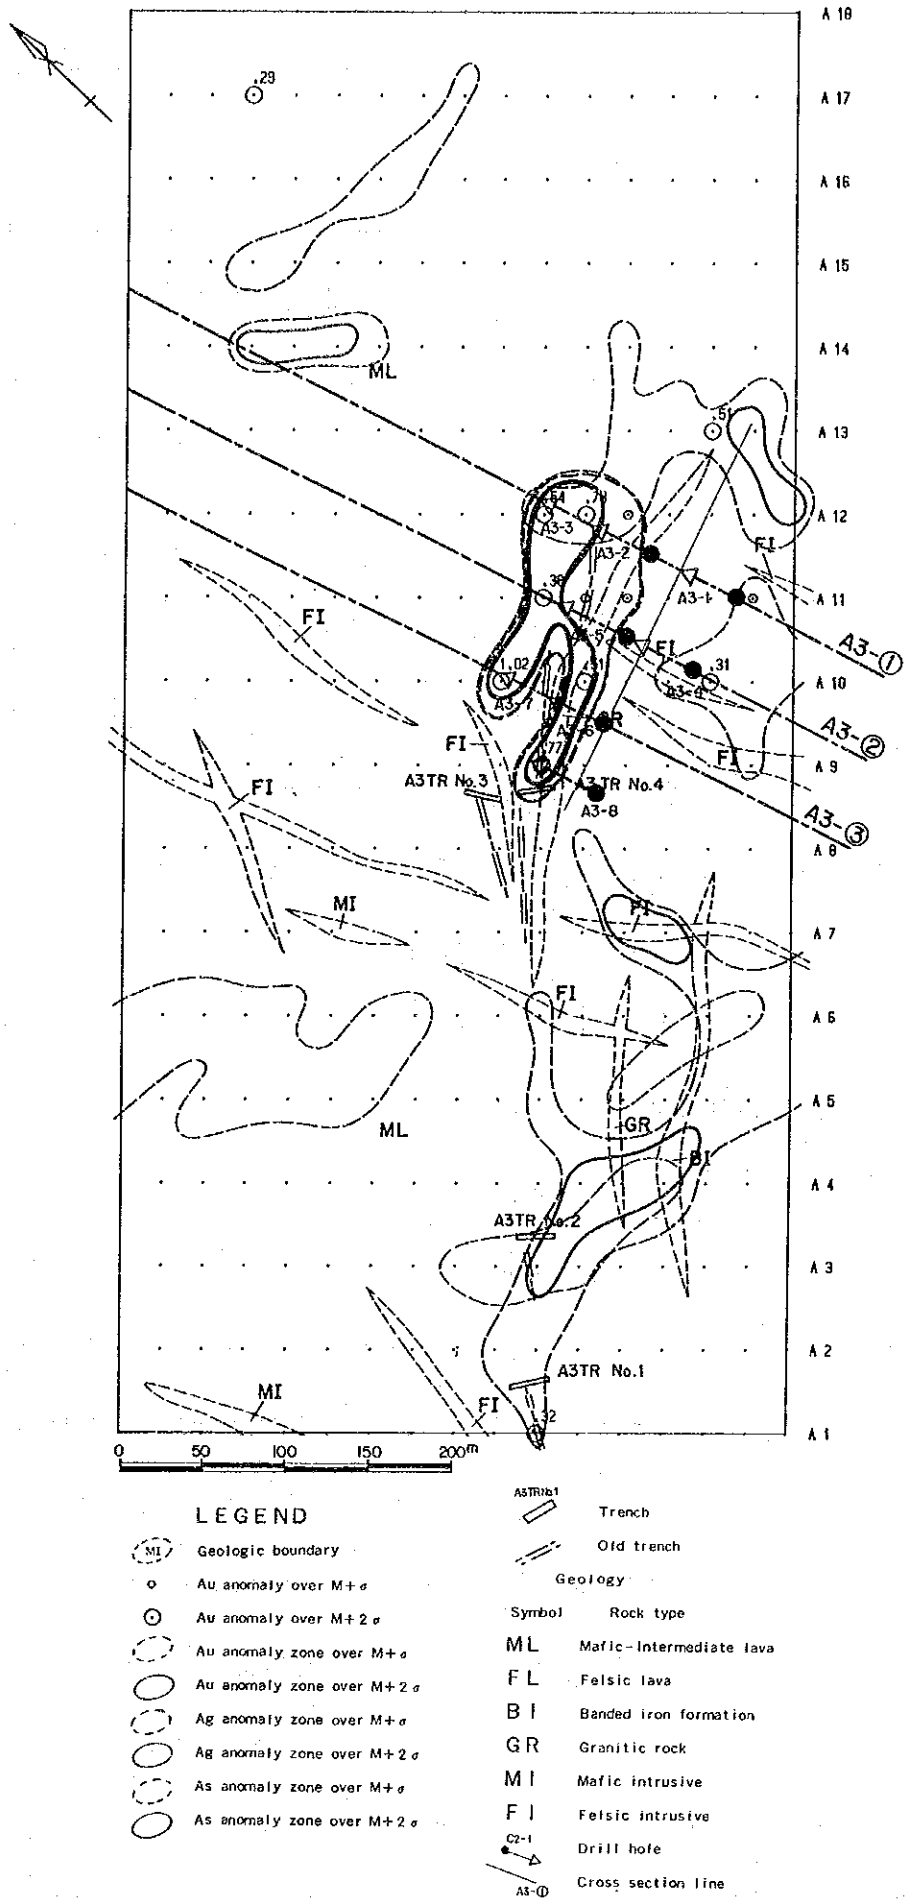 A 18
.29
A 17
A 16
A 15
A 14
ML
.51
A 13
A 12
A3-3
A3-2
FI
A3-1
.38
A 11
FI
A3-5
FI
A3-①
1.02
.31
A 10
A3-7
A3-4
A3-②
GR
FI
.77
FI
A 9
FI
A3TR No.3
A3TR No.4
A3-8
A3-③
A 8
MI
FI
A 7
FI
A 6
A 5
ML
GR
BI
A 4
A3TR No.2
A 3
A 2
A3TR No.1
MI
FI
.32
A 1
0 50 100 150 200m
LEGEND
MI Geologic boundary
Au anomaly over M+σ
Au anomaly over M+2σ
Au anomaly zone over M+σ
Au anomaly zone over M+2σ
Ag anomaly zone over M+σ
Ag anomaly zone over M+2σ
As anomaly zone over M+σ
As anomaly zone over M+2σ
A3TRNo1
Trench
Old trench
Geology
Symbol Rock type
ML Mafic-Intermediate lava
FL Felsic lava
BI Banded iron formation
GR Granitic rock
MI Mafic intrusive
FI Felsic intrusive
C2-1
Drill hole
A3-① Cross section line